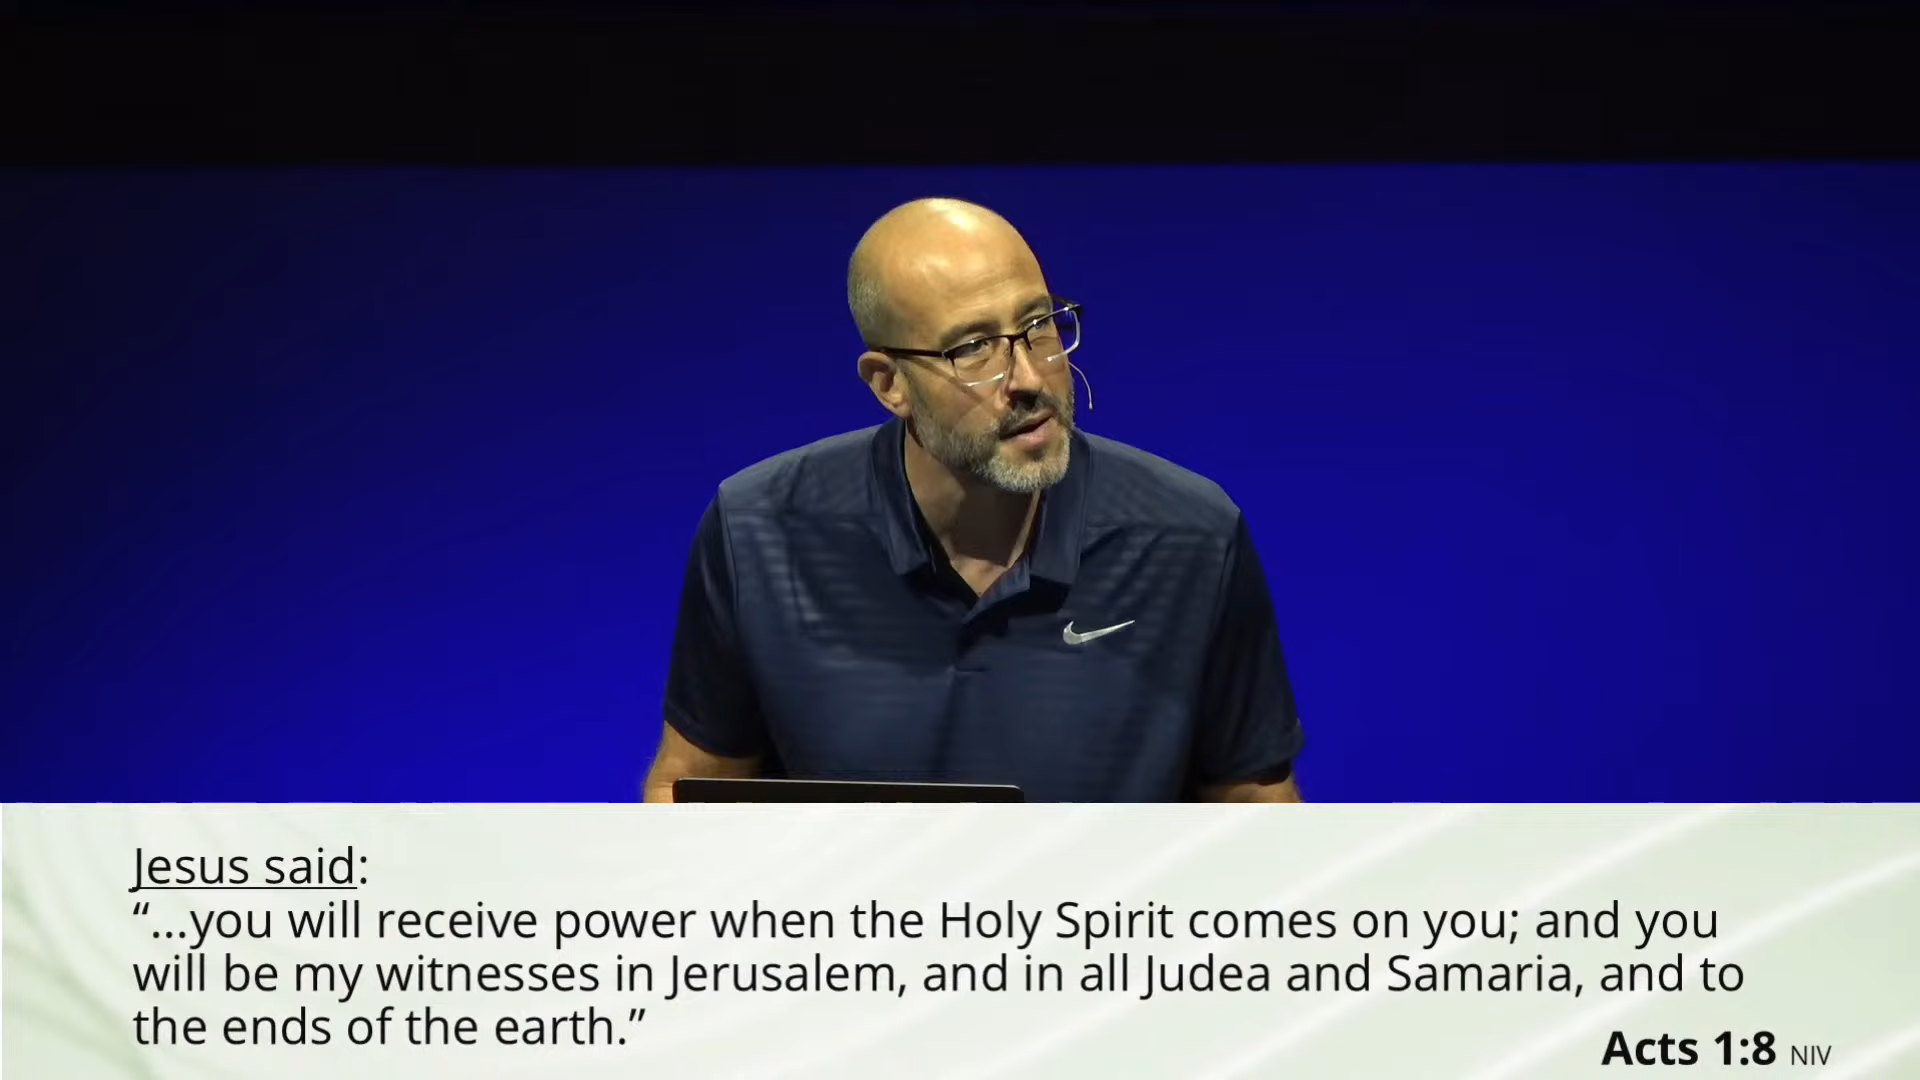 Jesus said:
“...you will receive power when the Holy Spirit comes on you; and you
will be my witnesses in Jerusalem, and in all Judea and Samaria, and to
the ends of the earth.”
Acts 1:8 NIV